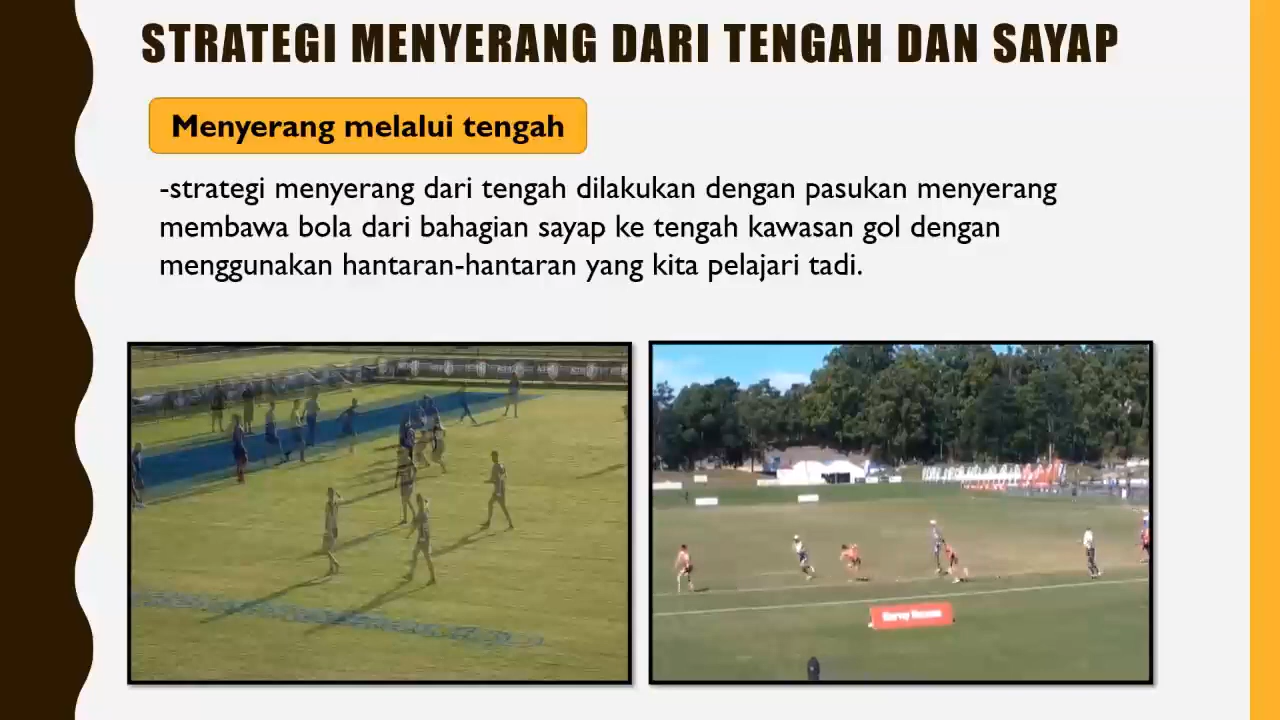 STRATEGI MENYERANG DARI TENGAH DAN SAYAP
Menyerang melalui tengah
-strategi menyerang dari tengah dilakukan dengan pasukan menyerang
membawa bola dari bahagian sayap ke tengah kawasan gol dengan
menggunakan hantaran-hantaran yang kita pelajari tadi.